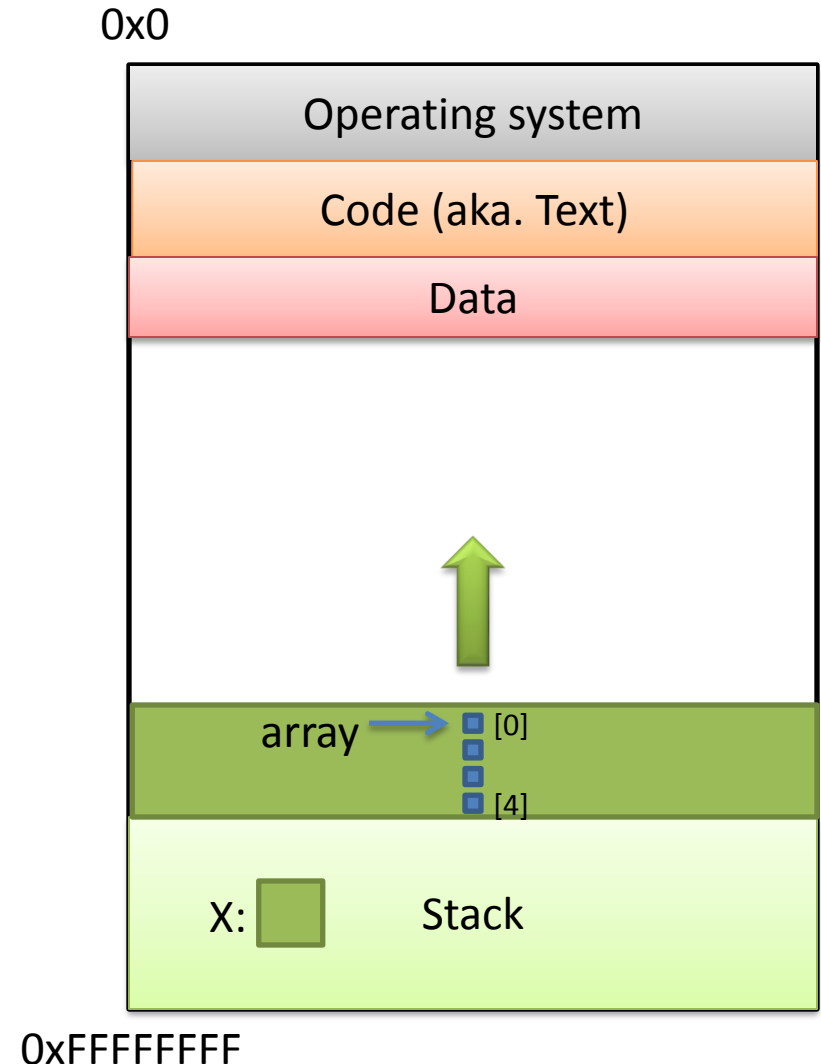 0x0
Operating system
Code (aka. Text)
Data
array
[0]
[4]
X:
Stack
0xFFFFFFFF